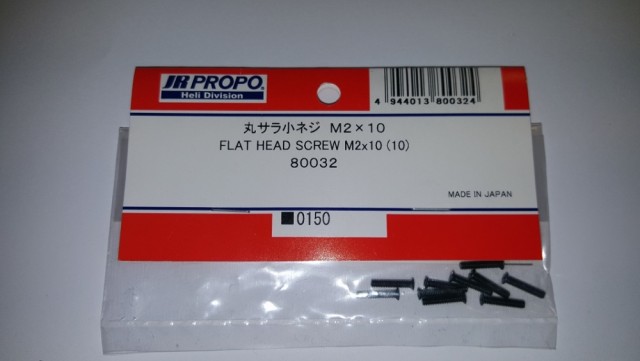 JR PROPO.
Heli Division
4 944013 800324
丸サラ小ネジ M2×10
FLAT HEAD SCREW M2x10 (10)
80032
MADE IN JAPAN
■0150